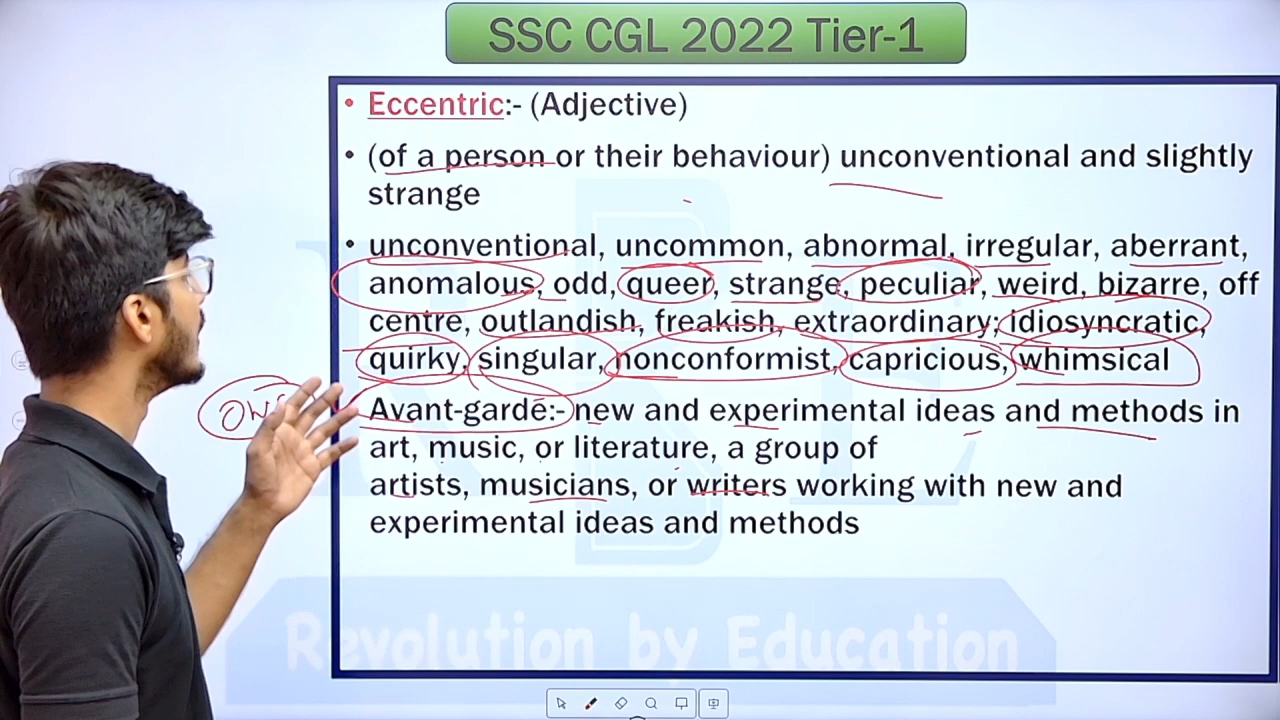 SSC CGL 2022 Tier-1
• Eccentric:- (Adjective)
• (of a person or their behaviour) unconventional and slightly
strange
• unconventional, uncommon, abnormal, irregular, aberrant,
anomalous, odd, queer, strange, peculiar, weird, bizarre, off
centre, outlandish, freakish, extraordinary; idiosyncratic,
quirky, singular, nonconformist, capricious, whimsical
Avant-garde:- new and experimental ideas and methods in
art, music, or literature, a group of
artists, musicians, or writers working with new and
experimental ideas and methods
Revolution by Education